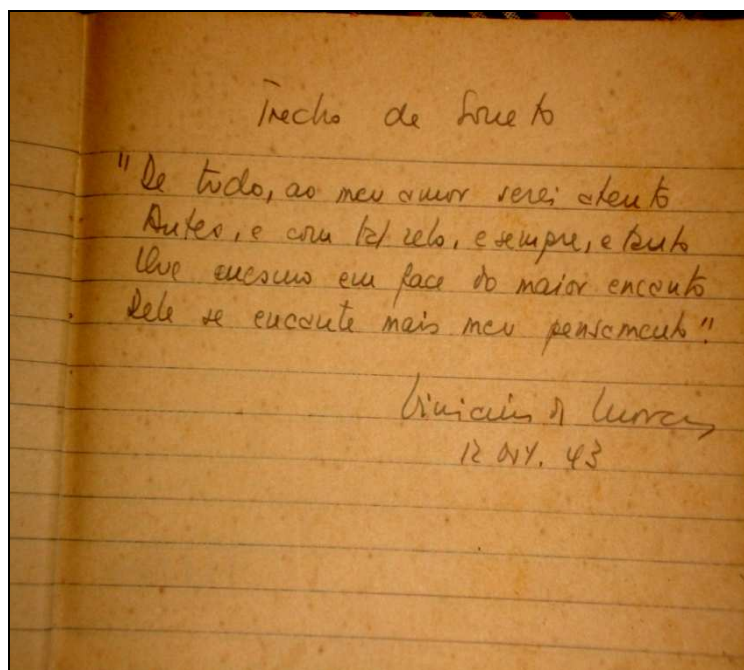 Trecho de Soneto
"De tudo, ao meu amor serei atento
Antes, e com tal zelo, e sempre, e tanto
Que mesmo em face do maior encanto
Dele se encante mais meu pensamento".
Vinicius de Moraes
12 43